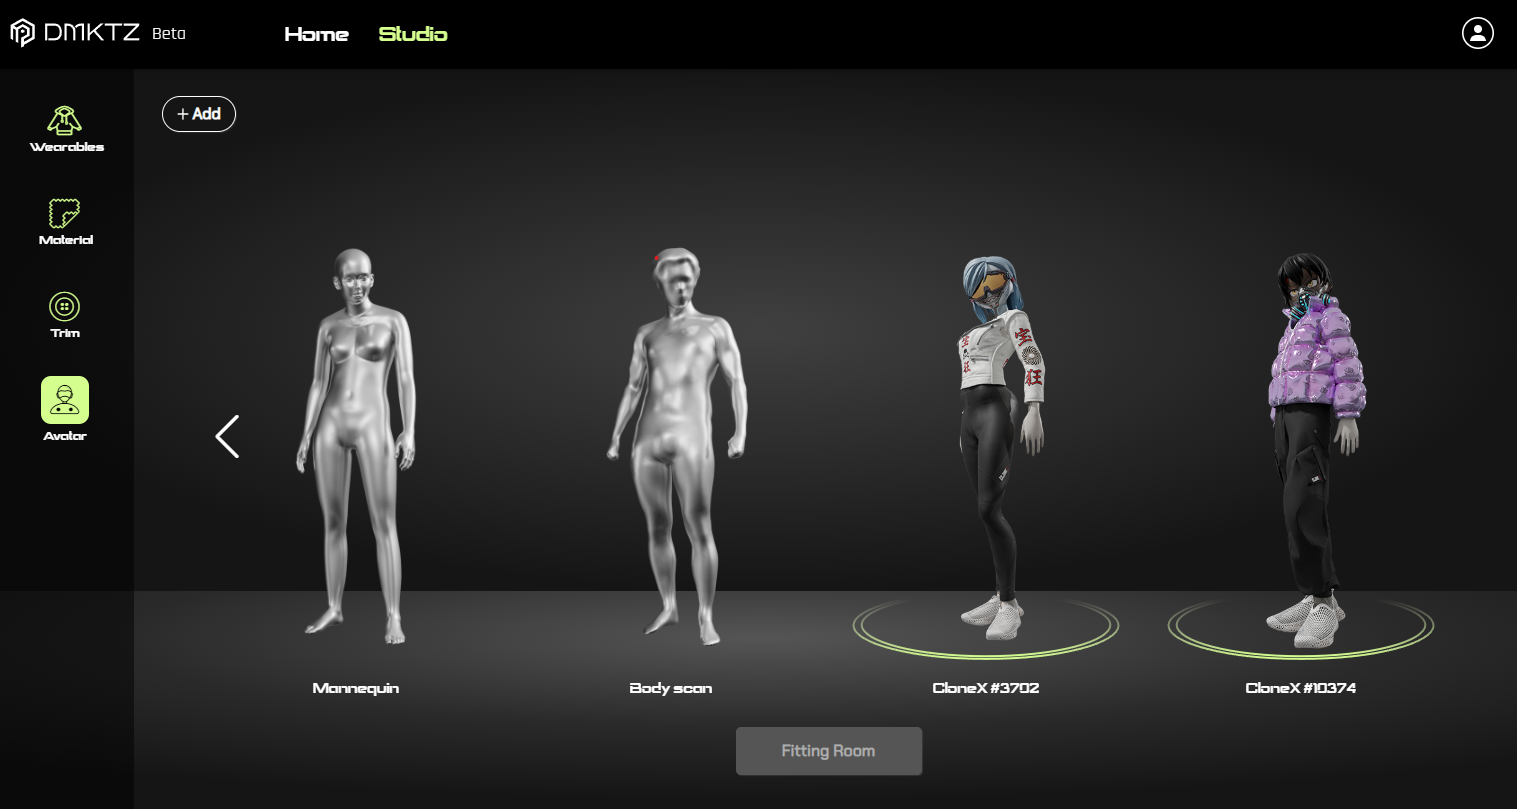 DMKTZ Beta
Home
Studio
+ Add
Wearables
Material
Trim
Avatar
Mannequin
Body scan
CloneX #3702
CloneX #10374
Fitting Room